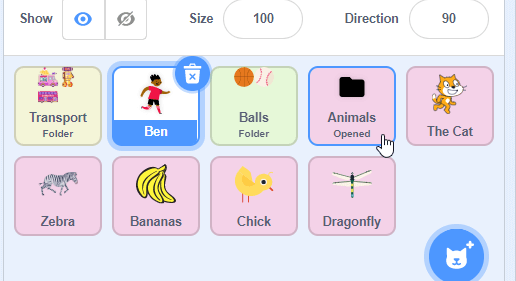 Show Size 100 Direction 90
Transport Ben Balls Animals The Cat
Folder Folder Opened
Zebra Bananas Chick Dragonfly